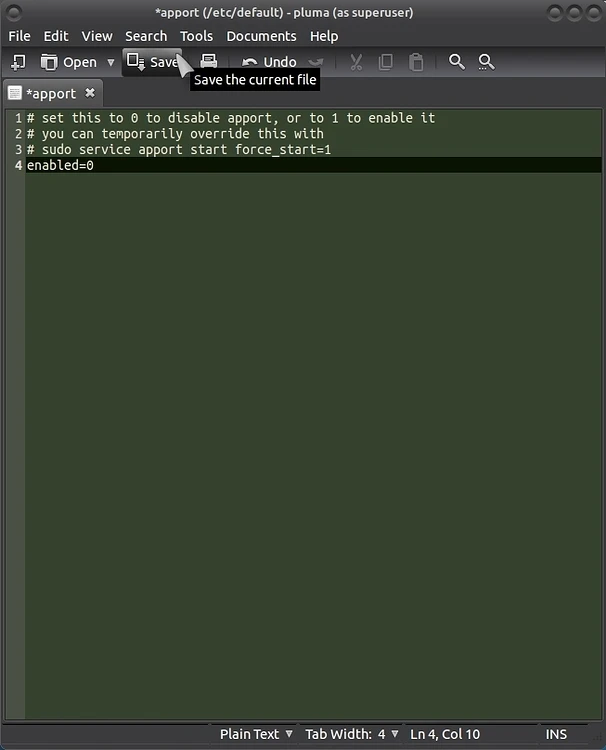 *apport (/etc/default) - pluma (as superuser)
File Edit View Search Tools Documents Help
Open Save Undo
Save the current file
*apport
1 # set this to 0 to disable apport, or to 1 to enable it
2 # you can temporarily override this with
3 # sudo service apport start force_start=1
4 enabled=0
Plain Text Tab Width: 4 Ln 4, Col 10 INS